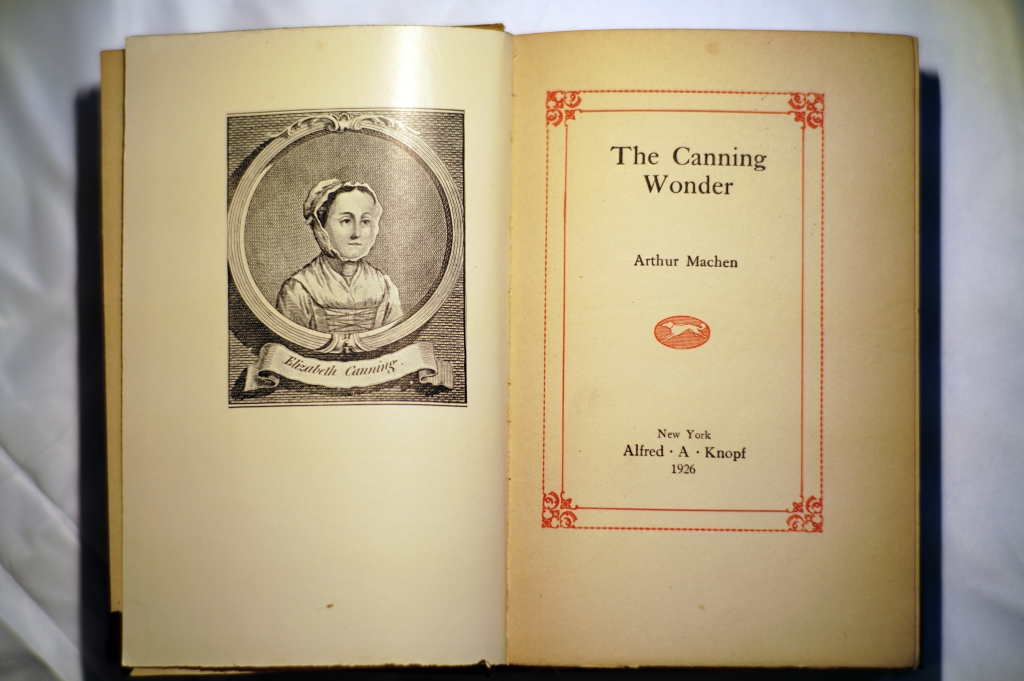 Elizabeth Canning.
The Canning
Wonder
Arthur Machen
New York
Alfred · A · Knopf
1926